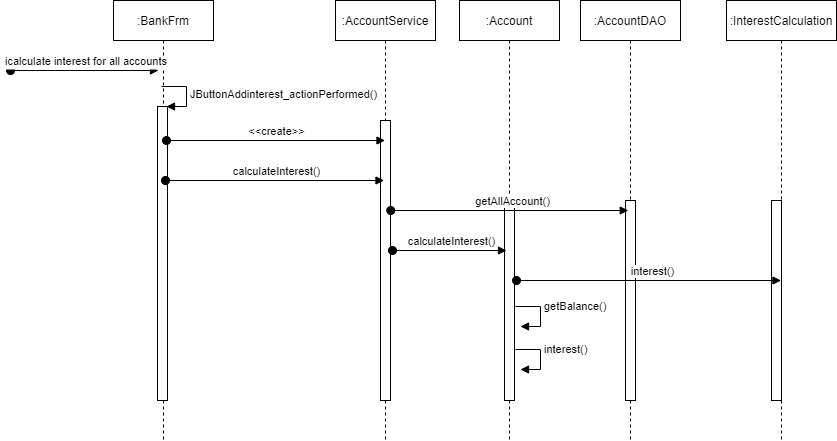 :BankFrm
:AccountService
:Account
:AccountDAO
:InterestCalculation
icalculate interest for all accounts
JButtonAddinterest_actionPerformed()
<<create>>
calculateInterest()
getAllAccount()
calculateInterest()
interest()
getBalance()
interest()